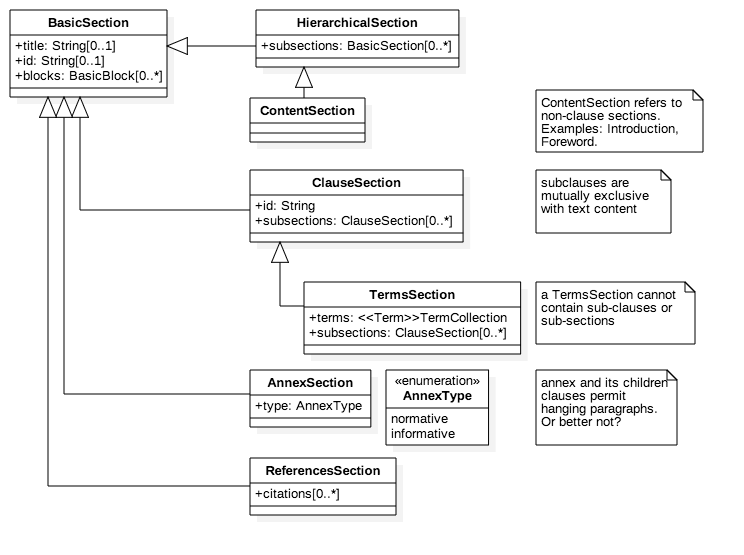 BasicSection
+title: String[0..1]
+id: String[0..1]
+blocks: BasicBlock[0..*]
HierarchicalSection
+subsections: BasicSection[0..*]
ContentSection
ContentSection refers to
non-clause sections.
Examples: Introduction,
Foreword.
ClauseSection
+id: String
+subsections: ClauseSection[0..*]
subclauses are
mutually exclusive
with text content
TermsSection
+terms: <<Term>>TermCollection
+subsections: ClauseSection[0..*]
a TermsSection cannot
contain sub-clauses or
sub-sections
AnnexSection
+type: AnnexType
«enumeration»
AnnexType
normative
informative
annex and its children
clauses permit
hanging paragraphs.
Or better not?
ReferencesSection
+citations[0..*]